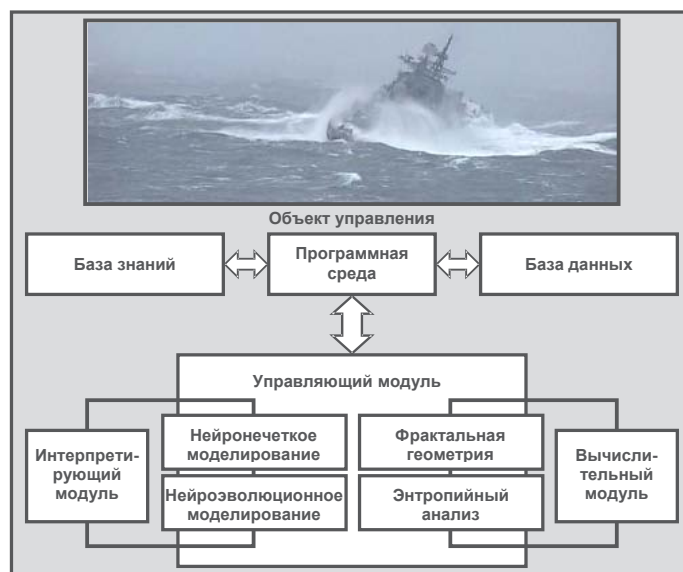 Объект управления
База знаний
Программная
среда
База данных
Управляющий модуль
Интерпрети-
рующий
модуль
Нейронечеткое
моделирование
Нейроэволюционное
моделирование
Фрактальная
геометрия
Энтропийный
анализ
Вычисли-
тельный
модуль